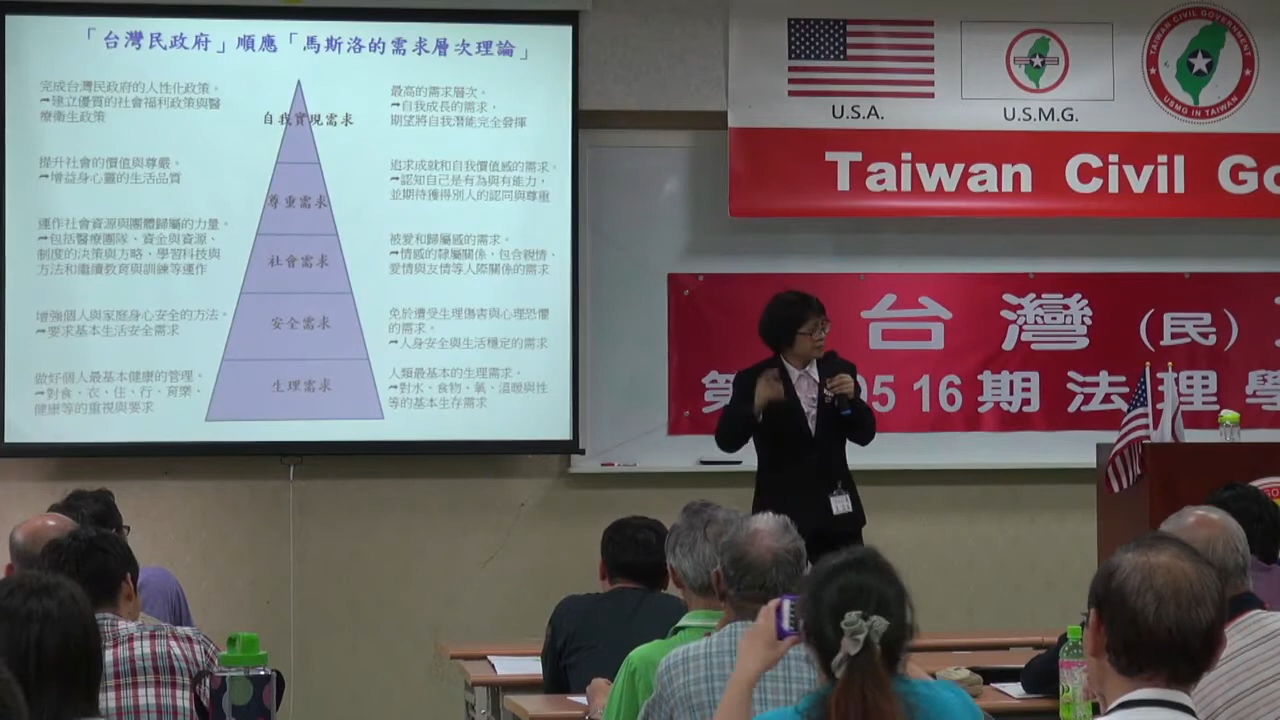 「台灣民政府」順應「馬斯洛的需求層次理論」
完成台灣民政府的人性化政策。
➡建立優質的社會福利政策與醫
療衛生政策
提升社會的價值與尊嚴。
➡增益身心靈的生活品質
運作社會資源與團體歸屬的力量。
➡包括醫療團隊、資金與資源、
制度的決策與方略、學習科技與
方法和繼續教育與訓練等運作
增強個人與家庭身心安全的方法。
➡要求基本生活安全需求
做好個人最基本健康的管理。
➡對食、衣、住、行、育樂、
健康等的重視與要求
自我實現需求
尊重需求
社會需求
安全需求
生理需求
最高的需求層次。
➡自我成長的需求，
期望將自我潛能完全發揮
追求成就和自我價值感的需求。
➡認知自己是有為與有能力，
並期待獲得別人的認同與尊重
被愛和歸屬感的需求。
➡情感的隸屬關係，包含親情、
愛情與友情等人際關係的需求
免於遭受生理傷害與心理恐懼
的需求。
➡人身安全與生活穩定的需求
人類最基本的生理需求。
➡對水、食物、氧、溫暖與性
等的基本生存需求
U.S.A.
U.S.M.G.
TAIWAN CIVIL GOVERNMENT
USMG IN TAIWAN
Taiwan Civil Go
台灣（民）
第 05 16 期 法 理 學